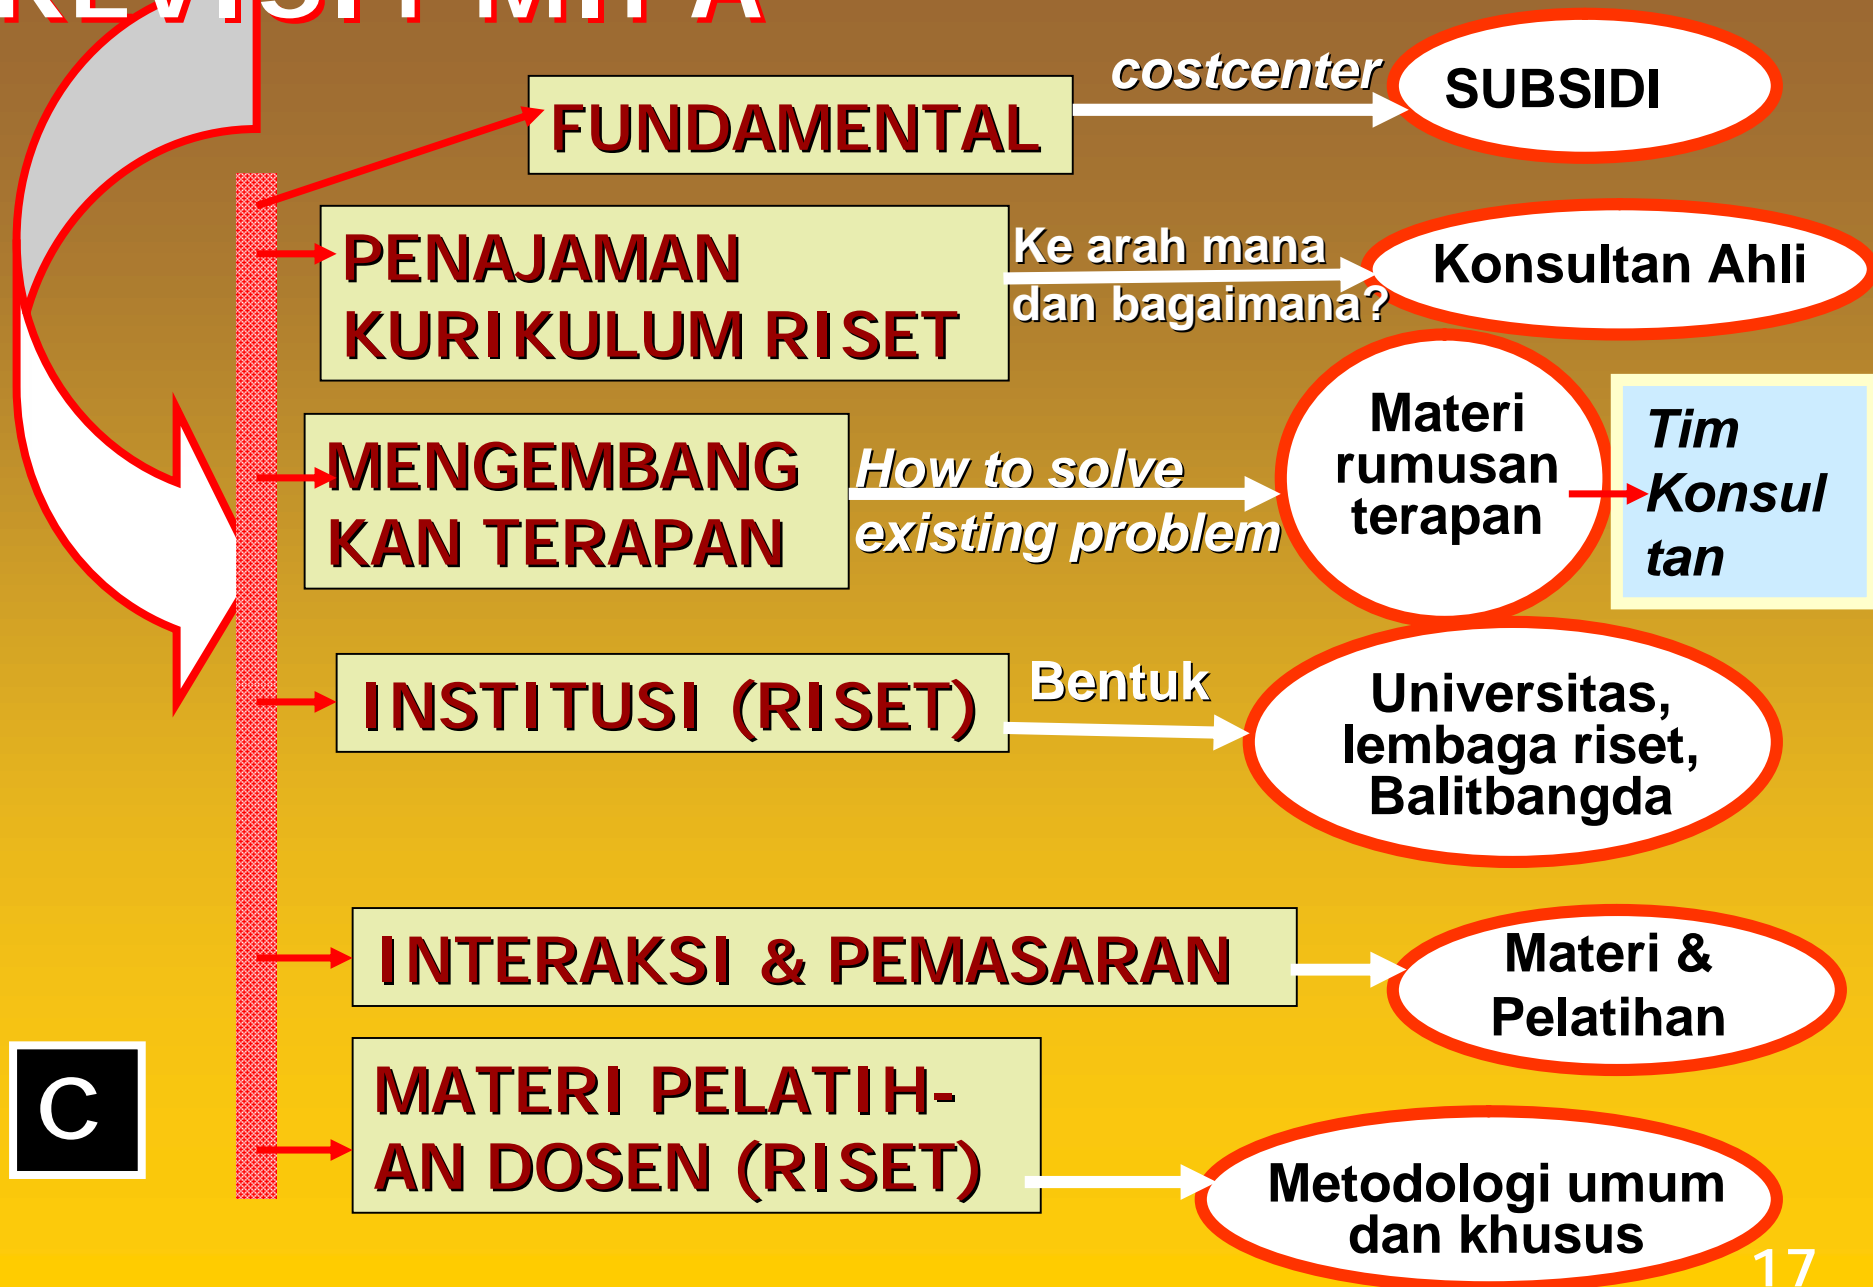 REVISIT MIPA
FUNDAMENTAL
costcenter
SUBSIDI
PENAJAMAN
KURIKULUM RISET
Ke arah mana
dan bagaimana?
Konsultan Ahli
MENGEMBANG
KAN TERAPAN
How to solve
existing problem
Materi
rumusan
terapan
Tim
Konsul
tan
INSTITUSI (RISET)
Bentuk
Universitas,
lembaga riset,
Balitbangda
INTERAKSI & PEMASARAN
Materi &
Pelatihan
C
MATERI PELATIH-
AN DOSEN (RISET)
Metodologi umum
dan khusus
17